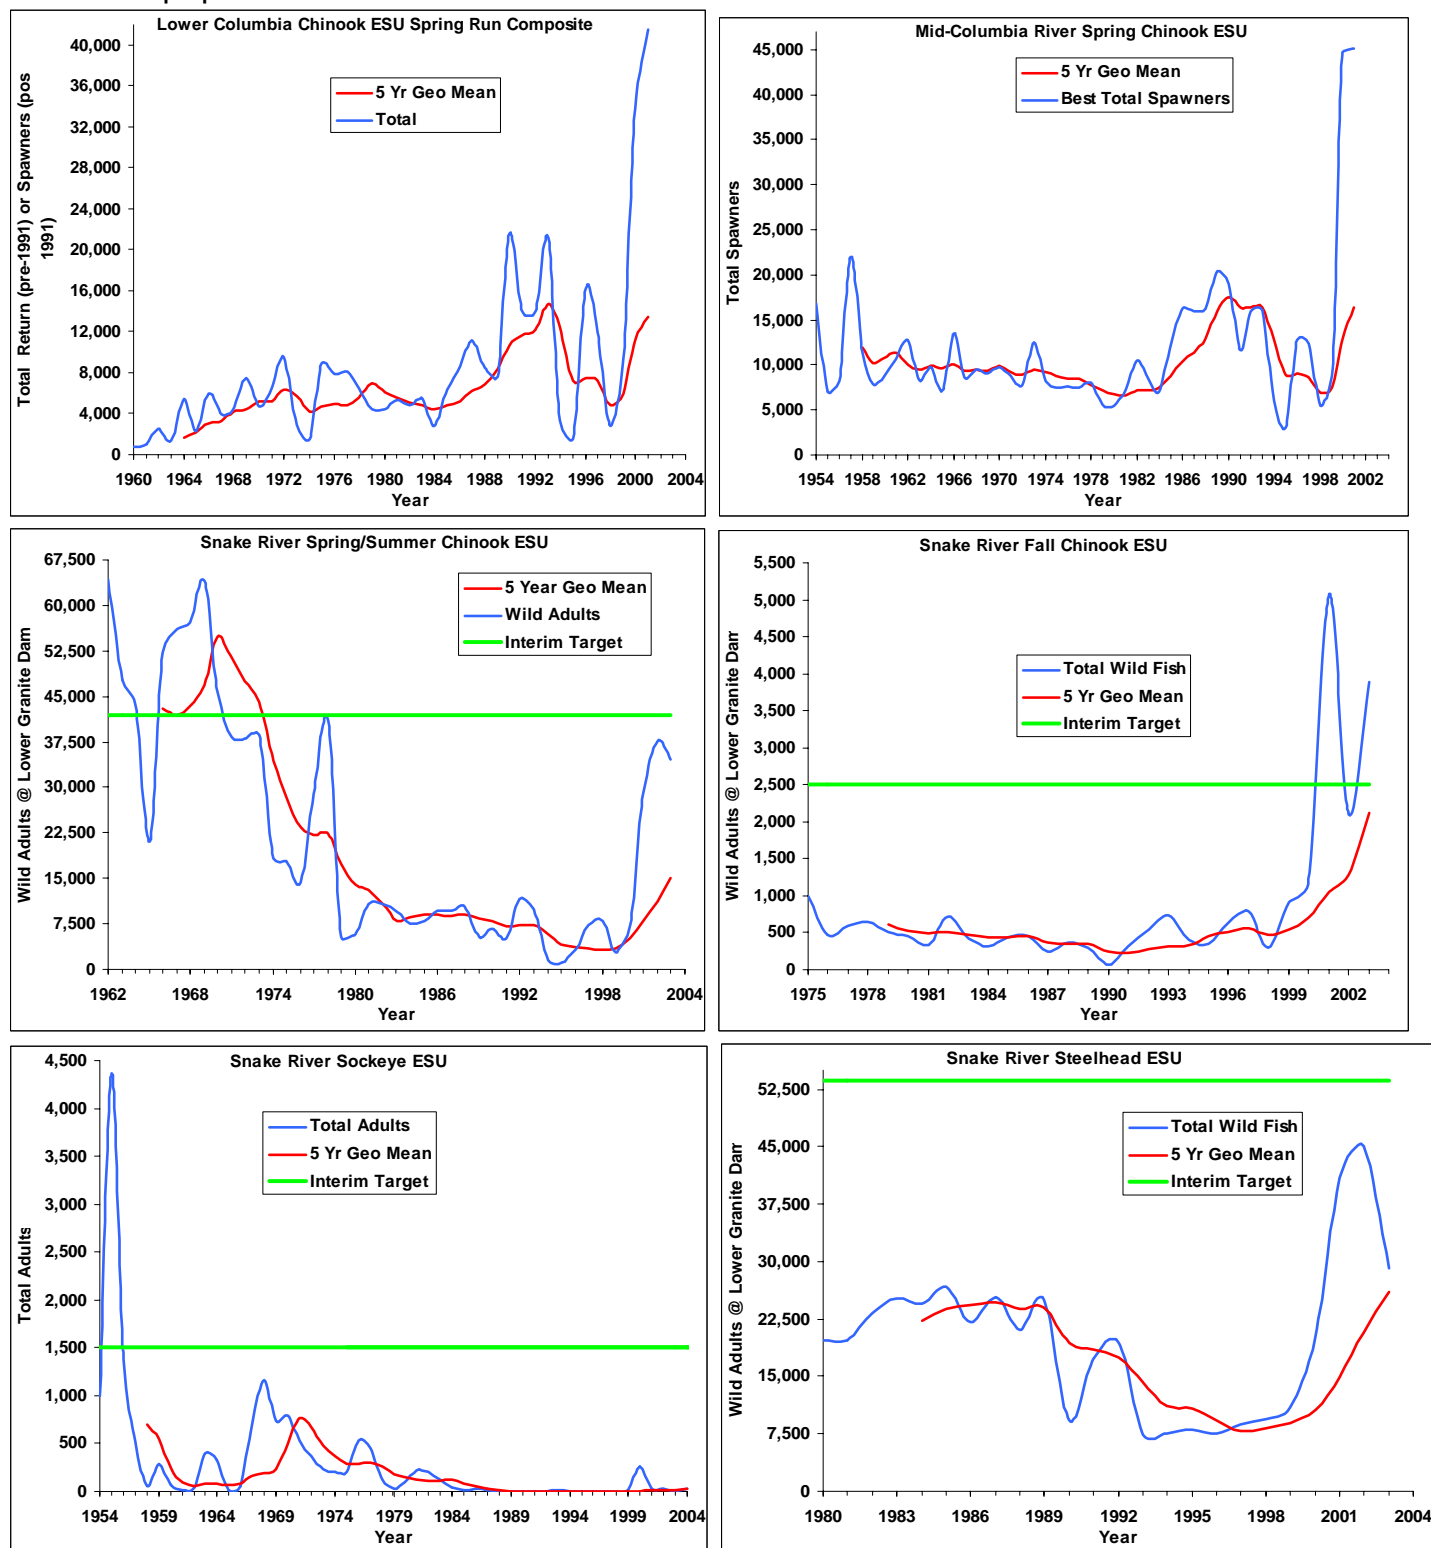 Lower Columbia Chinook ESU Spring Run Composite
40,000
36,000
32,000
28,000
24,000
20,000
16,000
12,000
8,000
4,000
0
Total Return (pre-1991) or Spawners (pos
1991)
5 Yr Geo Mean
Total
1960 1964 1968 1972 1976 1980 1984 1988 1992 1996 2000 2004
Year
Mid-Columbia River Spring Chinook ESU
45,000
40,000
35,000
30,000
25,000
20,000
15,000
10,000
5,000
0
Total Spawners
5 Yr Geo Mean
Best Total Spawners
1954 1958 1962 1966 1970 1974 1978 1982 1986 1990 1994 1998 2002
Year
Snake River Spring/Summer Chinook ESU
67,500
60,000
52,500
45,000
37,500
30,000
22,500
15,000
7,500
0
Wild Adults @ Lower Granite Dam
5 Year Geo Mean
Wild Adults
Interim Target
1962 1968 1974 1980 1986 1992 1998 2004
Year
Snake River Fall Chinook ESU
5,500
5,000
4,500
4,000
3,500
3,000
2,500
2,000
1,500
1,000
500
0
Wild Adults @ Lower Granite Dam
Total Wild Fish
5 Yr Geo Mean
Interim Target
1975 1978 1981 1984 1987 1990 1993 1996 1999 2002
Year
Snake River Sockeye ESU
4,500
4,000
3,500
3,000
2,500
2,000
1,500
1,000
500
0
Total Adults
Total Adults
5 Yr Geo Mean
Interim Target
1954 1959 1964 1969 1974 1979 1984 1989 1994 1999 2004
Year
Snake River Steelhead ESU
52,500
45,000
37,500
30,000
22,500
15,000
7,500
0
Wild Adults @ Lower Granite Dam
Total Wild Fish
5 Yr Geo Mean
Interim Target
1980 1983 1986 1989 1992 1995 1998 2001 2004
Year